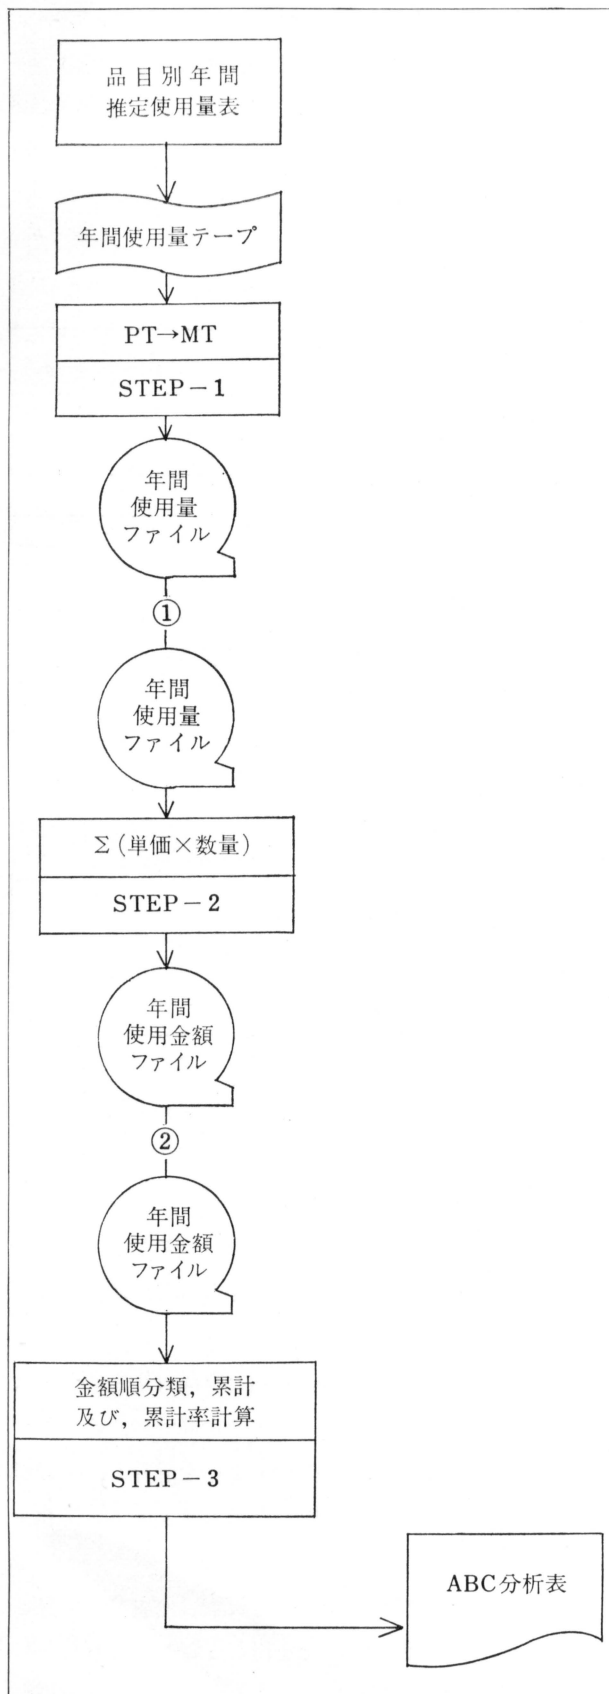 品目別年間
推定使用量表
年間使用量テープ
PT→MT
STEP－1
年間
使用量
ファイル
①
年間
使用量
ファイル
Σ(単価×数量)
STEP－2
年間
使用金額
ファイル
②
年間
使用金額
ファイル
金額順分類，累計
及び，累計率計算
STEP－3
ABC分析表